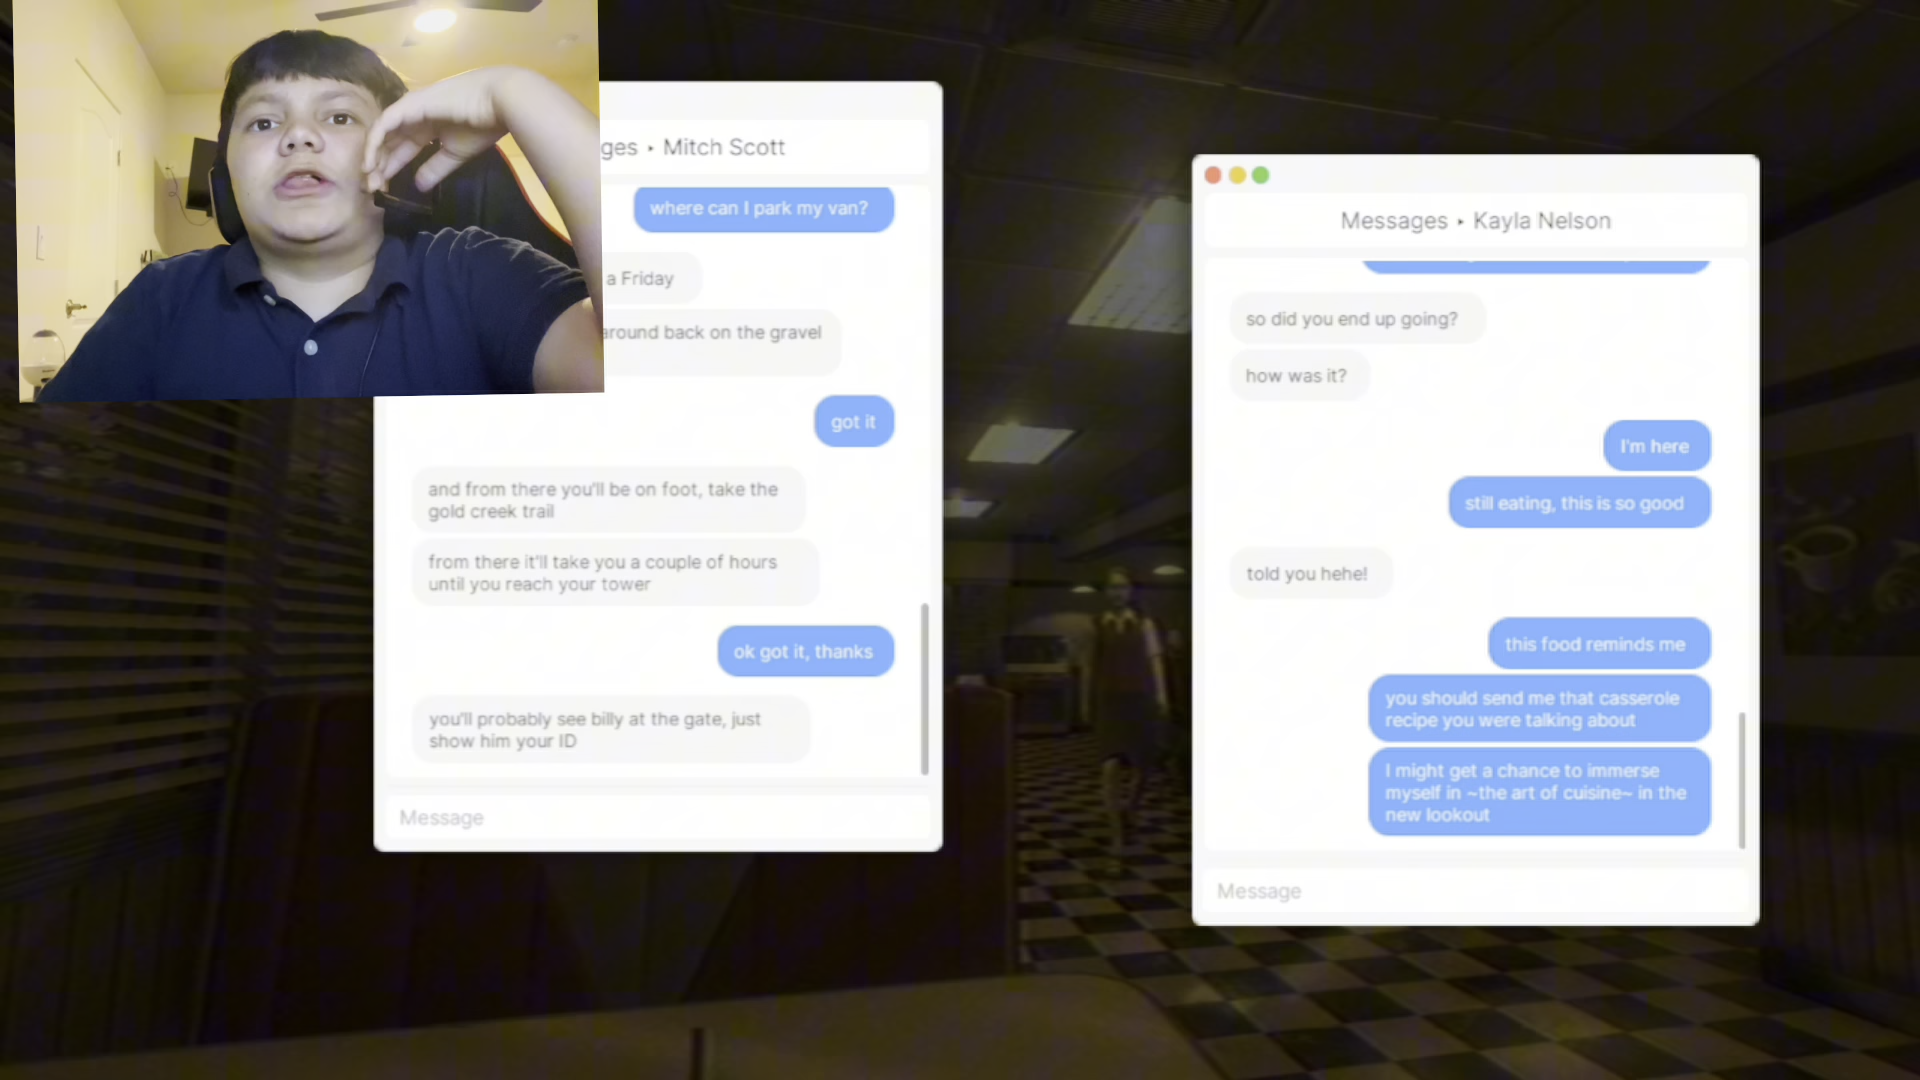 ges ▸ Mitch Scott
where can I park my van?
a Friday
around back on the gravel
got it
and from there you'll be on foot, take the
gold creek trail
from there it'll take you a couple of hours
until you reach your tower
ok got it, thanks
you'll probably see billy at the gate, just
show him your ID
Message
Messages ▸ Kayla Nelson
so did you end up going?
how was it?
I'm here
still eating, this is so good
told you hehe!
this food reminds me
you should send me that casserole
recipe you were talking about
I might get a chance to immerse
myself in ~the art of cuisine~ in the
new lookout
Message